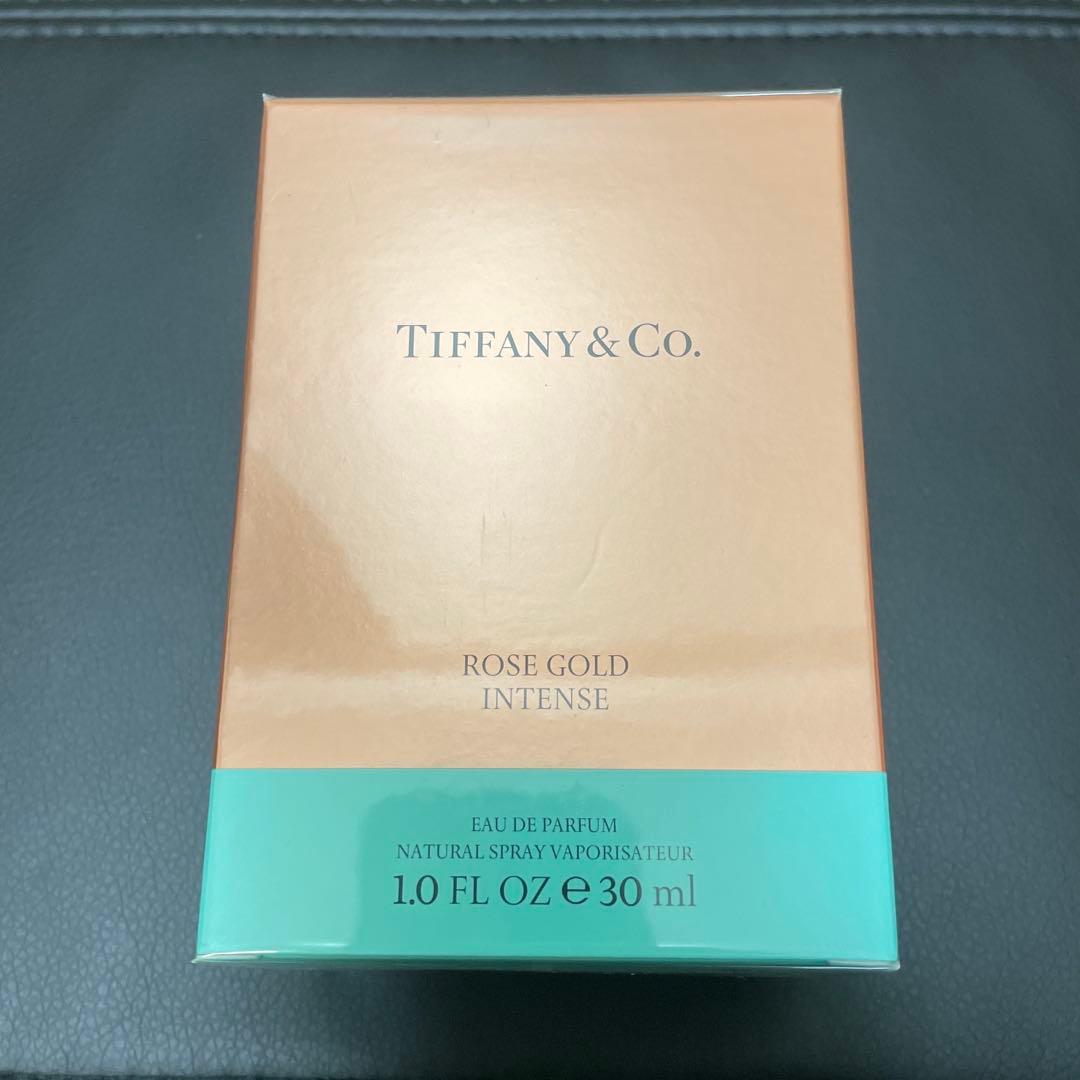 TIFFANY & CO.
ROSE GOLD
INTENSE
EAU DE PARFUM
NATURAL SPRAY VAPORISATEUR
1.0 FL OZ ℮ 30 ml